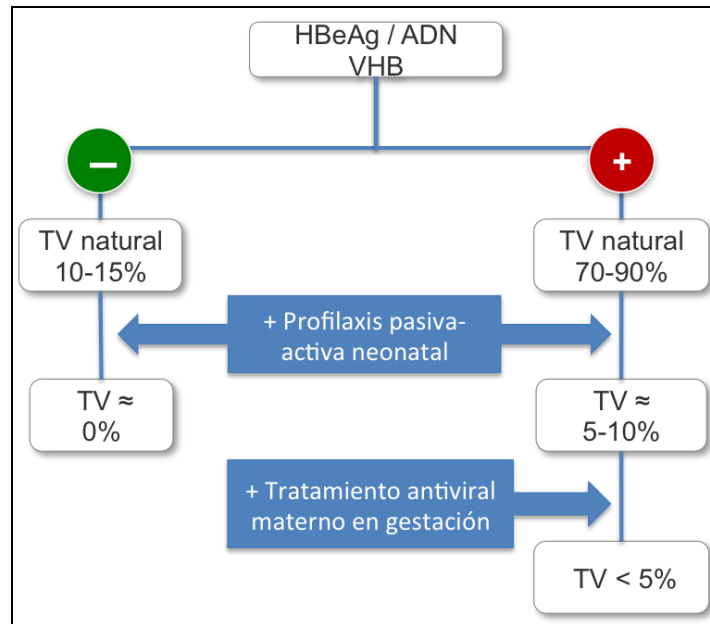 HBeAg / ADN
VHB
–
+
TV natural
10-15%
TV natural
70-90%
+ Profilaxis pasiva-
activa neonatal
TV ≈
0%
TV ≈
5-10%
+ Tratamiento antiviral
materno en gestación
TV < 5%